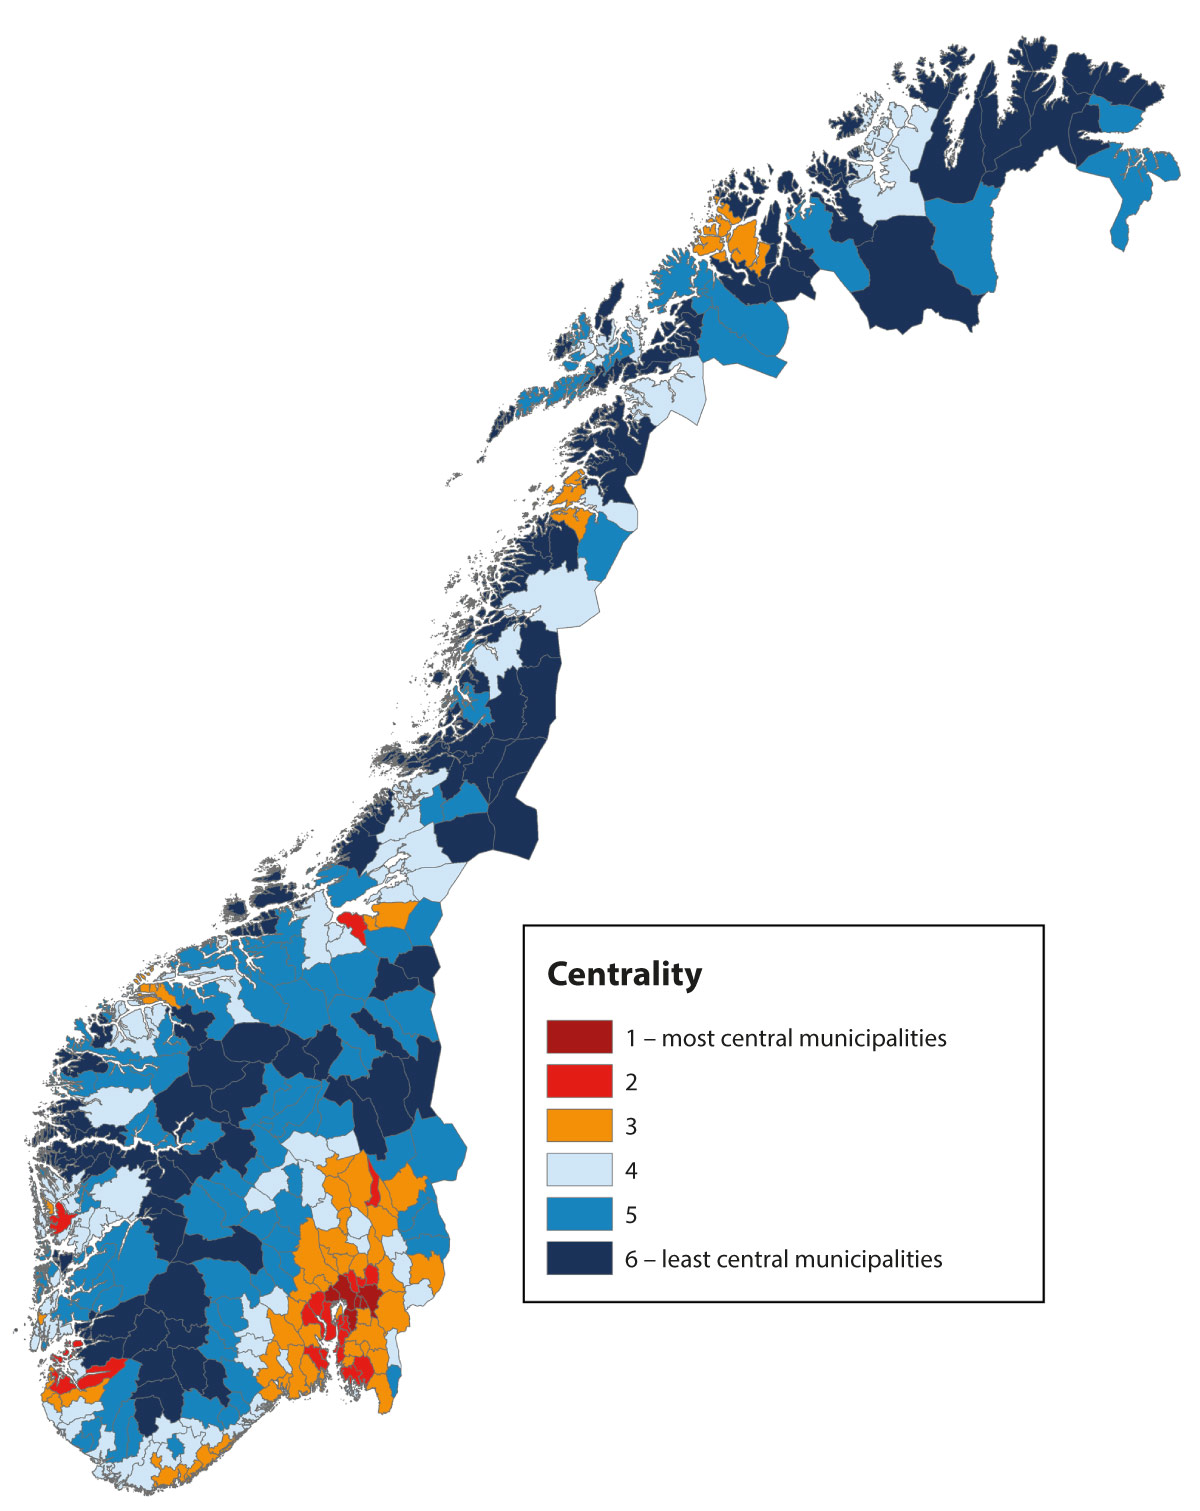 Centrality
1 – most central municipalities
2
3
4
5
6 – least central municipalities